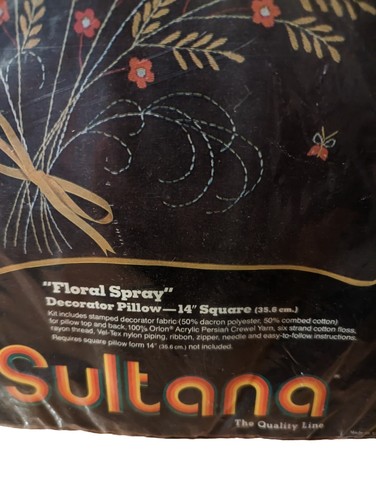 "Floral Spray"
Decorator Pillow—14" Square (35.6 cm.)
Kit includes stamped decorator fabric (50% dacron polyester, 50% combed cotton)
for pillow top and back, 100% Orlon® Acrylic Persian Crewel Yarn, six strand cotton floss,
rayon thread, Vel-Tex nylon piping, ribbon, zipper, needle and easy-to-follow instructions.
Requires square pillow form 14" (35.6 cm.) not included.
Sultana
The Quality Line